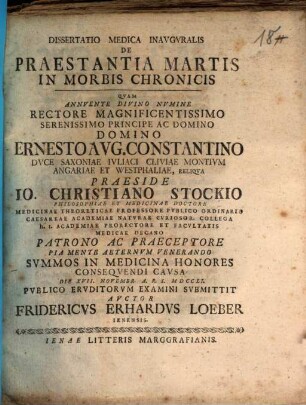 18#
DISSERTATIO MEDICA INAVGVRALIS
DE
PRAESTANTIA MARTIS
IN MORBIS CHRONICIS
QVAM
ANNVENTE DIVINO NVMINE
RECTORE MAGNIFICENTISSIMO
SERENISSIMO PRINCIPE AC DOMINO
DOMINO
ERNESTO AVG. CONSTANTINO
DVCE SAXONIAE IVLIACI CLIVIAE MONTIVM
ANGARIAE ET WESTPHALIAE, RELIQVA
PRAESIDE
IO. CHRISTIANO STOCKIO
PHILOSOPHIAE ET MEDICINAE DOCTORE
MEDICINAE THEORETICAE PROFESSORE PVBLICO ORDINARIO
CAESAREAE ACADEMIAE NATVRAE CVRIOSOR. COLLEGA
h. t. ACADEMIAE PRORECTORE ET FACVLTATIS
MEDICAE DECANO
PATRONO AC PRAECEPTORE
PIA MENTE AETERNVM VENERANDO
SVMMOS IN MEDICINA HONORES
CONSEQVENDI CAVSA
DIE XVII. NOVEMBR. A. R. S.
PVBLICO ERVDITORVM EXAMINI SVBMITTIT
AVCTOR
FRIDERICVS ERHARDVS LOEBER
IENENSIS.
IENAE LITTERIS MARGGRAFIANIS.